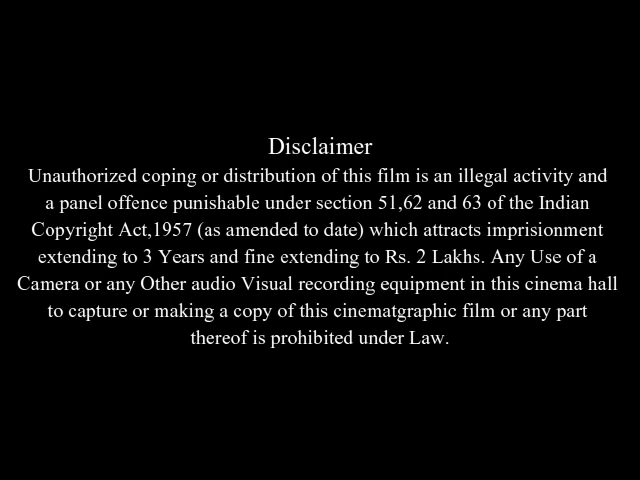 Disclaimer
Unauthorized coping or distribution of this film is an illegal activity and
a panel offence punishable under section 51,62 and 63 of the Indian
Copyright Act,1957 (as amended to date) which attracts imprisionment
extending to 3 Years and fine extending to Rs. 2 Lakhs. Any Use of a
Camera or any Other audio Visual recording equipment in this cinema hall
to capture or making a copy of this cinematgraphic film or any part
thereof is prohibited under Law.